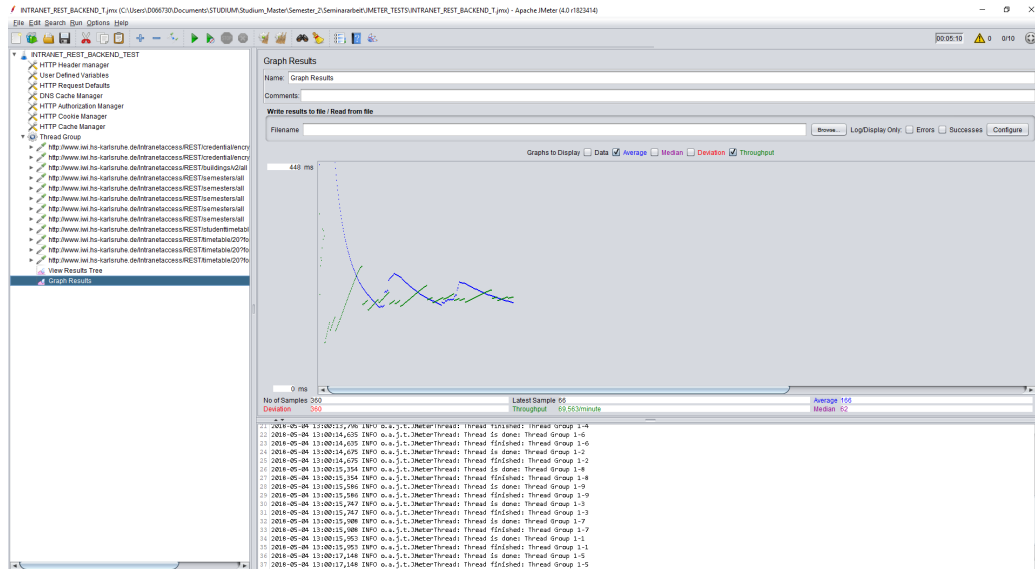 INTRANET_REST_BACKEND_T.jmx (C:\Users\D066730\Documents\STUDIUM\Studium_Master\Semester_2\Seminararbeit\JMETER_TESTS\INTRANET_REST_BACKEND_T.jmx) - Apache JMeter (4.0 r1823414)
File Edit Search Run Options Help
00:05:10 0 0/10
INTRANET_REST_BACKEND_TEST
HTTP Header manager
User Defined Variables
HTTP Request Defaults
DNS Cache Manager
HTTP Authorization Manager
HTTP Cookie Manager
HTTP Cache Manager
Thread Group
http://www.iwi.hs-karlsruhe.de/Intranetaccess/REST/credential/encry
http://www.iwi.hs-karlsruhe.de/Intranetaccess/REST/credential/encry
http://www.iwi.hs-karlsruhe.de/Intranetaccess/REST/buildings/v2/all
http://www.iwi.hs-karlsruhe.de/Intranetaccess/REST/semesters/all
http://www.iwi.hs-karlsruhe.de/Intranetaccess/REST/semesters/all
http://www.iwi.hs-karlsruhe.de/Intranetaccess/REST/semesters/all
http://www.iwi.hs-karlsruhe.de/Intranetaccess/REST/semesters/all
http://www.iwi.hs-karlsruhe.de/Intranetaccess/REST/semesters/all
http://www.iwi.hs-karlsruhe.de/Intranetaccess/REST/studenttimetabl
http://www.iwi.hs-karlsruhe.de/Intranetaccess/REST/timetable/20?fo
http://www.iwi.hs-karlsruhe.de/Intranetaccess/REST/timetable/20?fo
http://www.iwi.hs-karlsruhe.de/Intranetaccess/REST/timetable/20?fo
View Results Tree
Graph Results
Graph Results
Name: Graph Results
Comments:
Write results to file / Read from file
Filename Browse... Log/Display Only: Errors Successes Configure
Graphs to Display Data Average Median Deviation Throughput
448 ms
0 ms
No of Samples 360 Latest Sample 66 Average 166
Deviation 360 Throughput 69,563/minute Median 62
21 2018-05-04 13:00:13,796 INFO o.a.j.t.JMeterThread: Thread finished: Thread Group 1-4
22 2018-05-04 13:00:14,635 INFO o.a.j.t.JMeterThread: Thread is done: Thread Group 1-6
23 2018-05-04 13:00:14,635 INFO o.a.j.t.JMeterThread: Thread finished: Thread Group 1-6
24 2018-05-04 13:00:14,675 INFO o.a.j.t.JMeterThread: Thread is done: Thread Group 1-2
25 2018-05-04 13:00:14,675 INFO o.a.j.t.JMeterThread: Thread finished: Thread Group 1-2
26 2018-05-04 13:00:15,354 INFO o.a.j.t.JMeterThread: Thread is done: Thread Group 1-8
27 2018-05-04 13:00:15,354 INFO o.a.j.t.JMeterThread: Thread finished: Thread Group 1-8
28 2018-05-04 13:00:15,586 INFO o.a.j.t.JMeterThread: Thread is done: Thread Group 1-9
29 2018-05-04 13:00:15,586 INFO o.a.j.t.JMeterThread: Thread finished: Thread Group 1-9
30 2018-05-04 13:00:15,747 INFO o.a.j.t.JMeterThread: Thread is done: Thread Group 1-3
31 2018-05-04 13:00:15,747 INFO o.a.j.t.JMeterThread: Thread finished: Thread Group 1-3
32 2018-05-04 13:00:15,908 INFO o.a.j.t.JMeterThread: Thread is done: Thread Group 1-7
33 2018-05-04 13:00:15,908 INFO o.a.j.t.JMeterThread: Thread finished: Thread Group 1-7
34 2018-05-04 13:00:15,953 INFO o.a.j.t.JMeterThread: Thread is done: Thread Group 1-1
35 2018-05-04 13:00:15,953 INFO o.a.j.t.JMeterThread: Thread finished: Thread Group 1-1
36 2018-05-04 13:00:17,148 INFO o.a.j.t.JMeterThread: Thread is done: Thread Group 1-5
37 2018-05-04 13:00:17,148 INFO o.a.j.t.JMeterThread: Thread finished: Thread Group 1-5